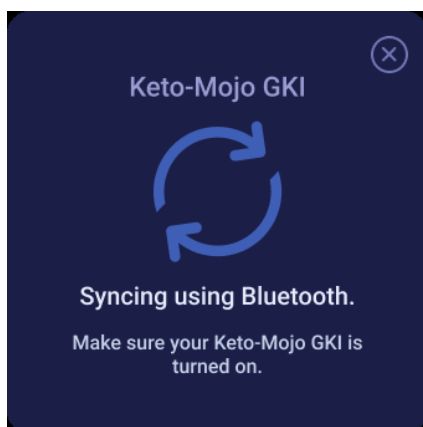 Keto-Mojo GKI
Syncing using Bluetooth.
Make sure your Keto-Mojo GKI is
turned on.